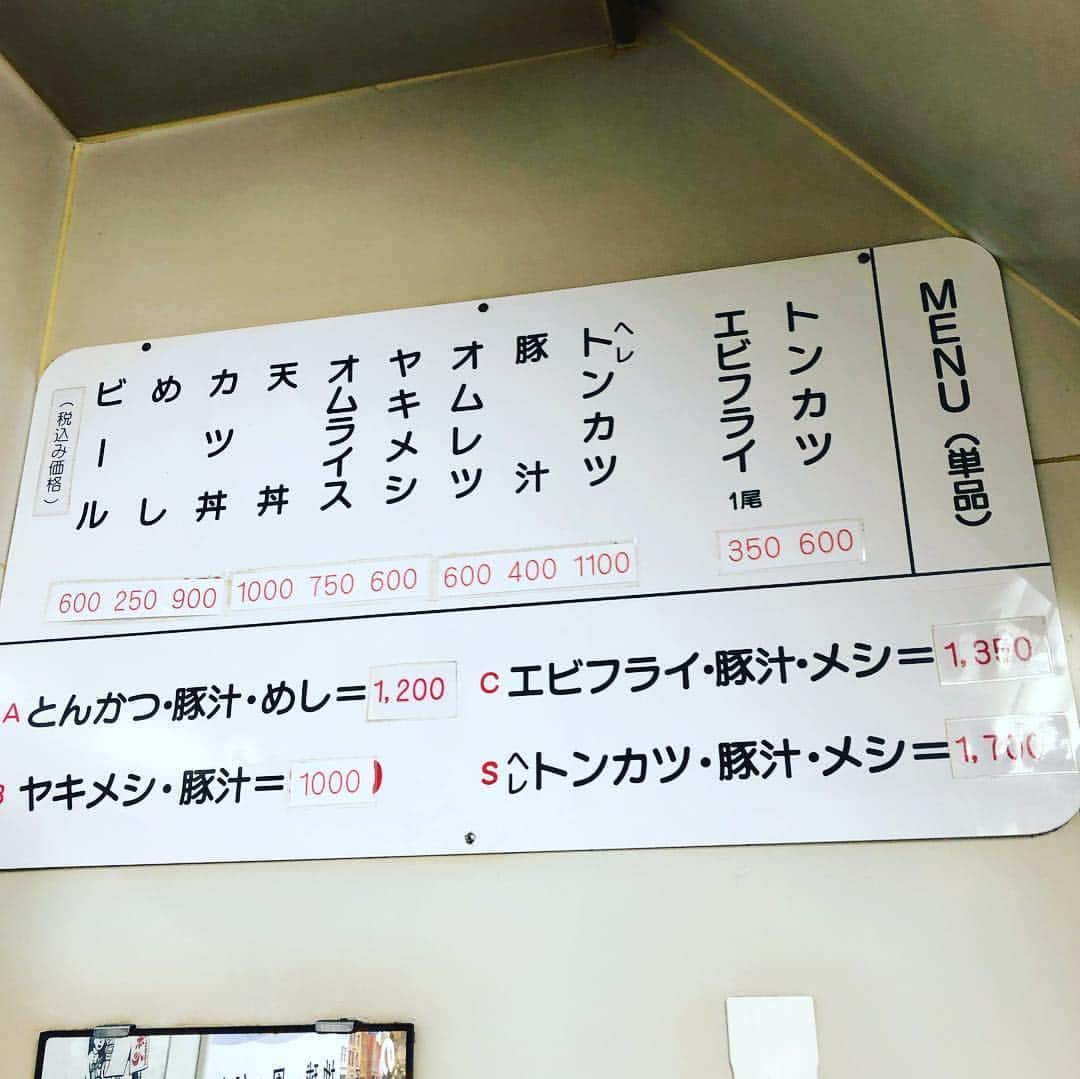 MENU(単品)
トンカツ 600
エビフライ 1尾 350
ヘレトンカツ 1100
豚汁 400
オムレツ 600
ヤキメシ 600
オムライス 750
天丼 1000
カツ丼 900
めし 250
ビール 600
(税込み価格)
A とんかつ・豚汁・めし=1,200
B ヤキメシ・豚汁=1000
C エビフライ・豚汁・メシ=1,350
S ヘレトンカツ・豚汁・メシ=1,700